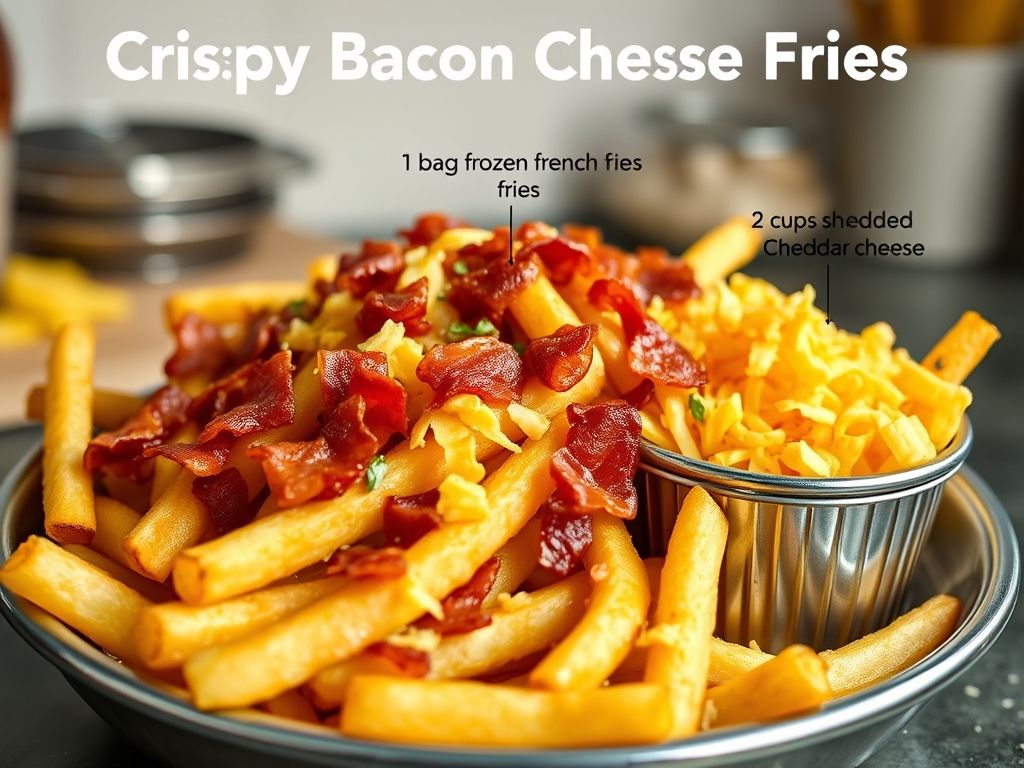 Cris:py Bacon Chesse Fries
1 bag frozen french fies
fries
2 cups shedded
Cheddar cheese